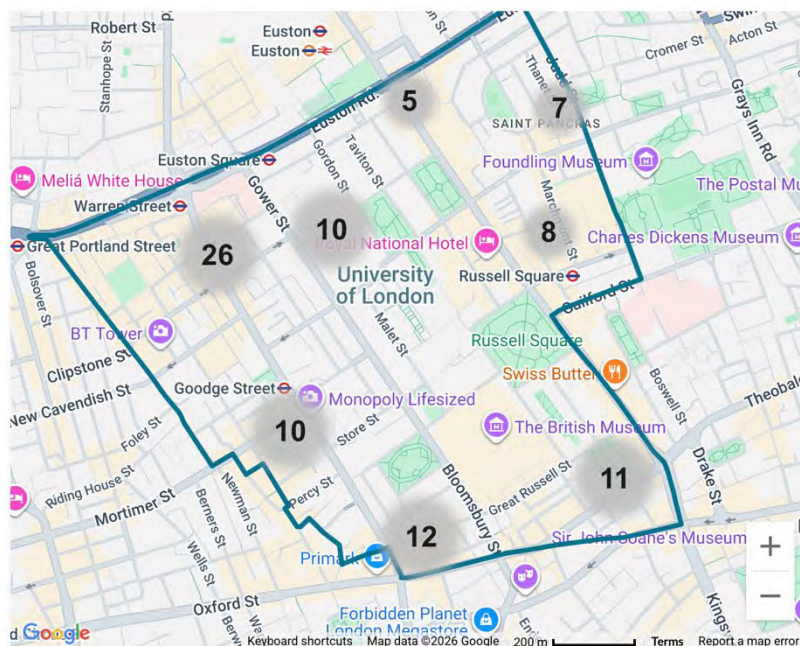 Robert St
Euston
Euston
Stanhope St
Euston Rd
Thanet
Judd
Cromer St
Acton St
Grays Inn Rd
5
7
SAINT PANCRAS
Euston Square
Gordon St
Taviton St
Foundling Museum
Meliá White House
Warren Street
Gower St
The Postal Mu
Great Portland Street
26
10
Royal National Hotel
8
Charles Dickens Museum
Bolsover St
University
of London
Russell Square
Guilford St
BT Tower
Malet St
Russell Square
Clipstone St
Swiss Butter
Boswell St
New Cavendish St
Goodge Street
Monopoly Lifesized
Theobal
Foley St
10
Store St
The British Museum
Riding House St
Mortimer St
Percy St
Great Russell St
11
Drake St
Newman St
Berners St
Wells St
12
Bloomsbury St
Sir John Soane's Museum
Primark
Oxford St
Forbidden Planet
London Megastore
Kings
+
−
Google
Keyboard shortcuts Map data ©2026 Google 200 m Terms Report a map error